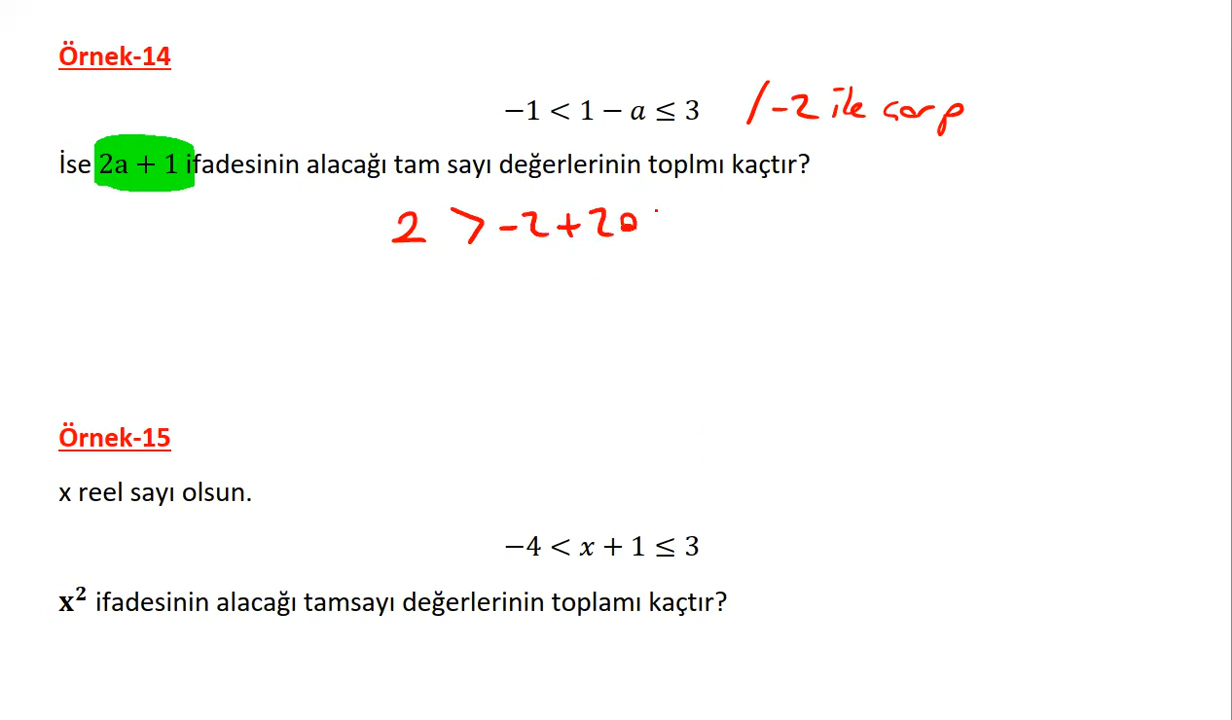 Örnek-14
−1 < 1 − a ≤ 3 /-2 ile çarp
İse 2a + 1 ifadesinin alacağı tam sayı değerlerinin toplmı kaçtır?
2 > -2+2a
Örnek-15
x reel sayı olsun.
−4 < x + 1 ≤ 3
x² ifadesinin alacağı tamsayı değerlerinin toplamı kaçtır?